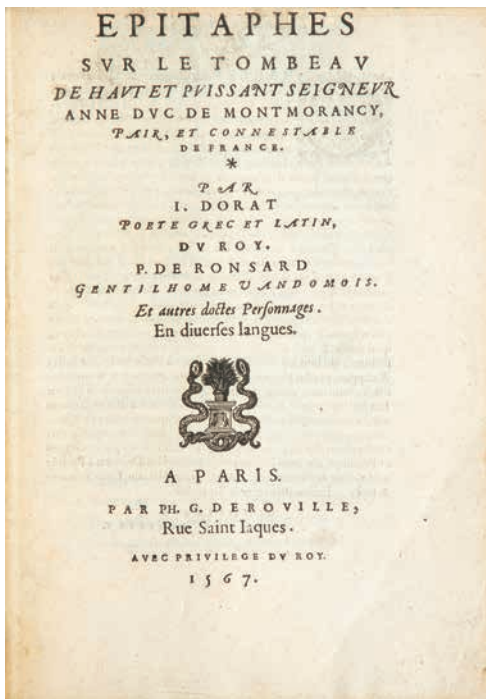 EPITAPHES
SVR LE TOMBEAV
DE HAVT ET PVISSANT SEIGNEVR
ANNE DVC DE MONTMORANCY,
PAIR, ET CONNESTABLE
DE FRANCE.
*
PAR
I. DORAT
POETE GREC ET LATIN,
DV ROY.
P. DE RONSARD
GENTILHOME VANDOMOIS.
Et autres doctes Perſonnages.
En diuerſes langues.
A PARIS.
PAR PH. G. DE ROVILLE,
Rue Saint Iaques.
AVEC PRIVILEGE DV ROY.
1567.